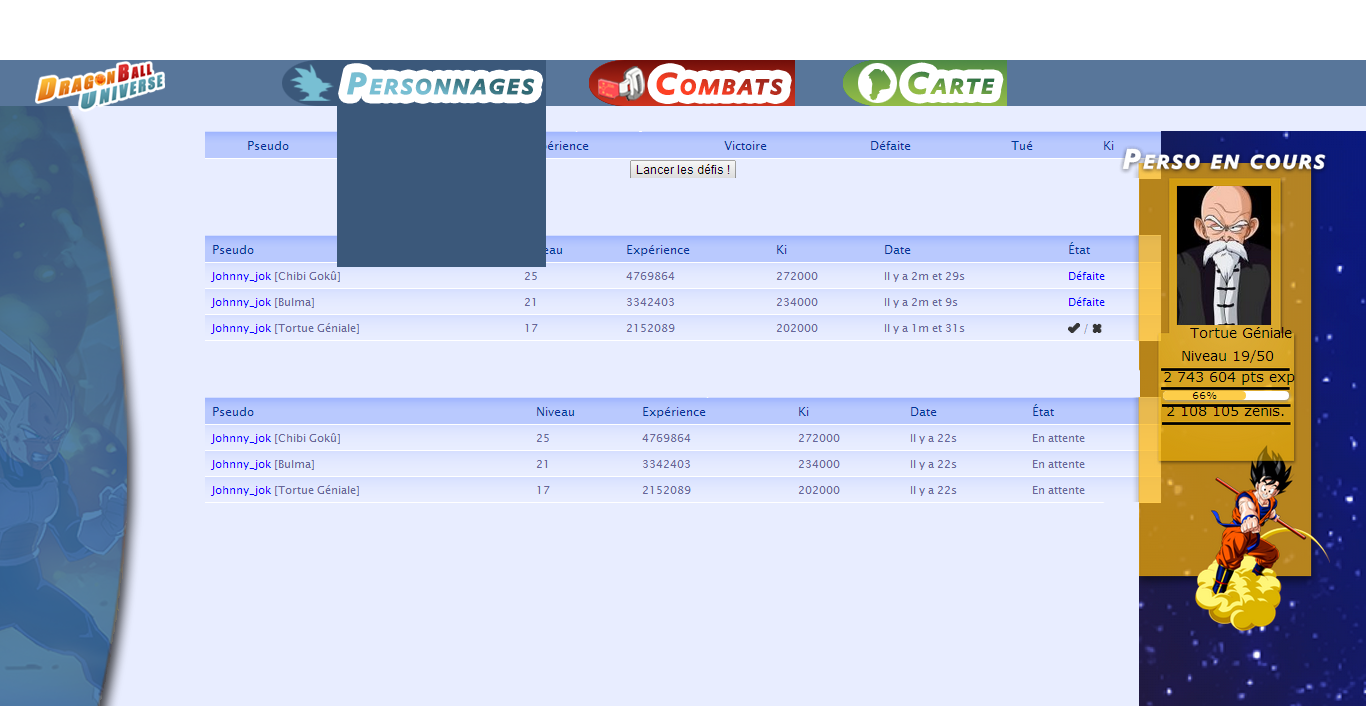 DRAGON BALL UNIVERSE
PERSONNAGES COMBATS CARTE
Pseudo érience Victoire Défaite Tué Ki
PERSO EN COURS
Lancer les défis !
Pseudo eau Expérience Ki Date État
Johnny_jok [Chibi Gokû] 25 4769864 272000 Il y a 2m et 29s Défaite
Johnny_jok [Bulma] 21 3342403 234000 Il y a 2m et 9s Défaite
Johnny_jok [Tortue Géniale] 17 2152089 202000 Il y a 1m et 31s /
Tortue Géniale
Niveau 19/50
2 743 604 pts exp
66%
2 108 105 zenis.
Pseudo Niveau Expérience Ki Date État
Johnny_jok [Chibi Gokû] 25 4769864 272000 Il y a 22s En attente
Johnny_jok [Bulma] 21 3342403 234000 Il y a 22s En attente
Johnny_jok [Tortue Géniale] 17 2152089 202000 Il y a 22s En attente